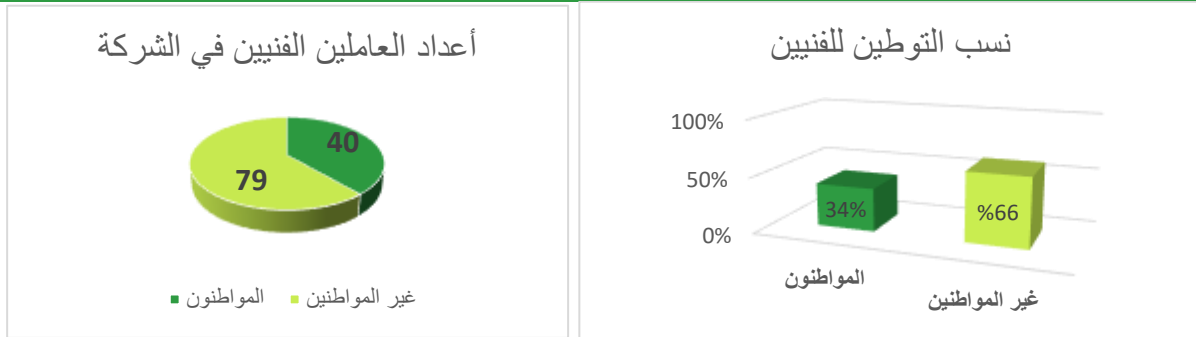 نسب التوطين للفنيين
100%
50%
0%
34%
%66
المواطنون
غير المواطنين
أعداد العاملين الفنيين في الشركة
40
79
المواطنون غير المواطنين